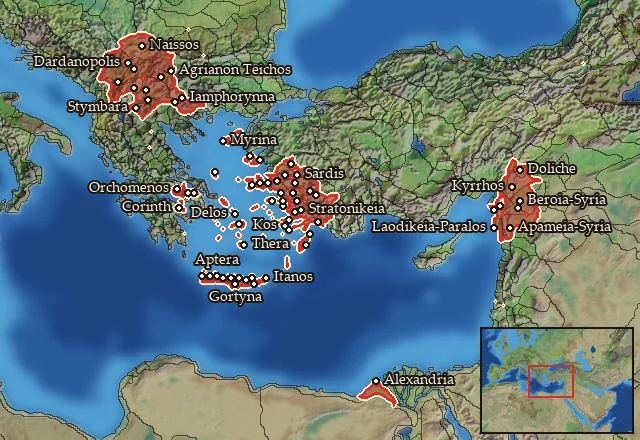 Naissos
Dardanopolis
Agrianon Teichos
Iamphorynna
Stymbara
Myrina
Doliche
Sardis
Kyrrhos
Orchomenos
Beroia-Syria
Corinth
Delos
Stratonikeia
Kos
Laodikeia-Paralos
Apameia-Syria
Thera
Aptera
Itanos
Gortyna
Alexandria